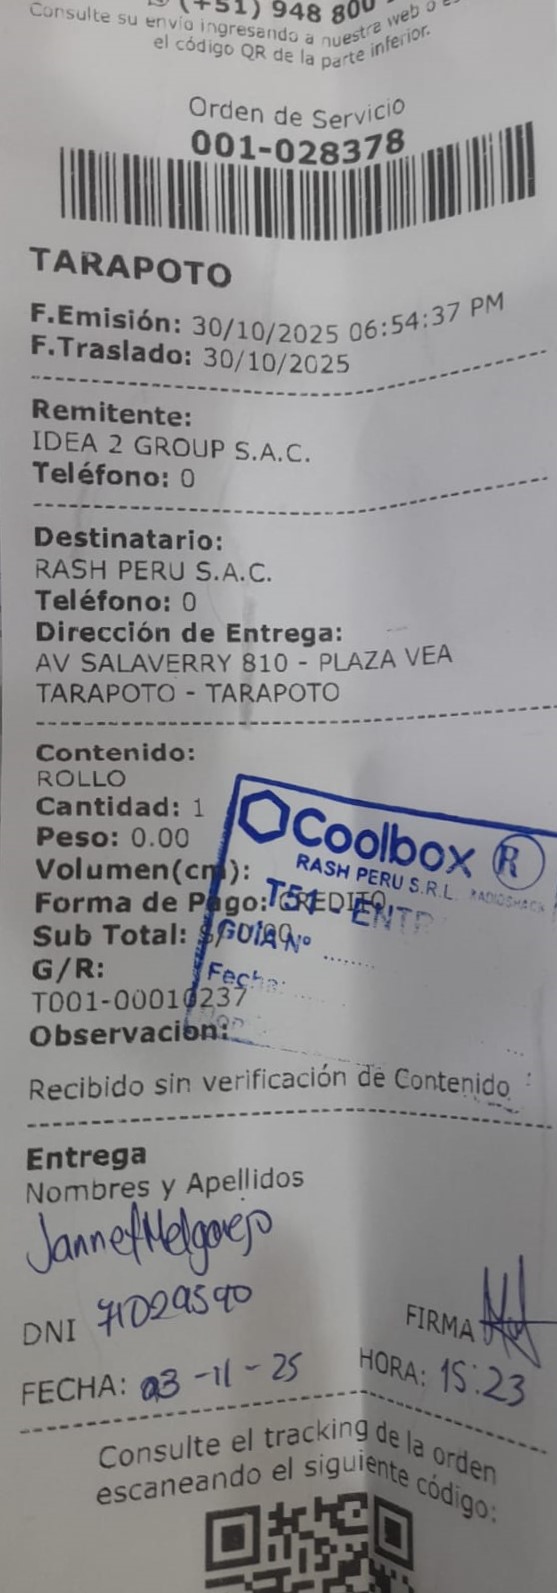 (+51) 948 800
Consulte su envío ingresando a nuestra web o
el código QR de la parte inferior.
Orden de Servicio
001-028378
TARAPOTO
F.Emisión: 30/10/2025 06:54:37 PM
F.Traslado: 30/10/2025
Remitente:
IDEA 2 GROUP S.A.C.
Teléfono: 0
Destinatario:
RASH PERU S.A.C.
Teléfono: 0
Dirección de Entrega:
AV SALAVERRY 810 - PLAZA VEA
TARAPOTO - TARAPOTO
Contenido:
ROLLO
Cantidad: 1
Peso: 0.00
Volumen(cm):
Forma de Pago: CREDITO
Sub Total:
G/R:
T001-00010237
Observacion:
Coolbox R
RASH PERU S.R.L. RADIOSHACK
T51 - ENTR
GUIA N°
Fecha:
Recibido sin verificación de Contenido
Entrega
Nombres y Apellidos
Jannet Melgarejo
DNI 71029590
FIRMA
FECHA: 03-11-25 HORA: 15:23
Consulte el tracking de la orden
escaneando el siguiente código: